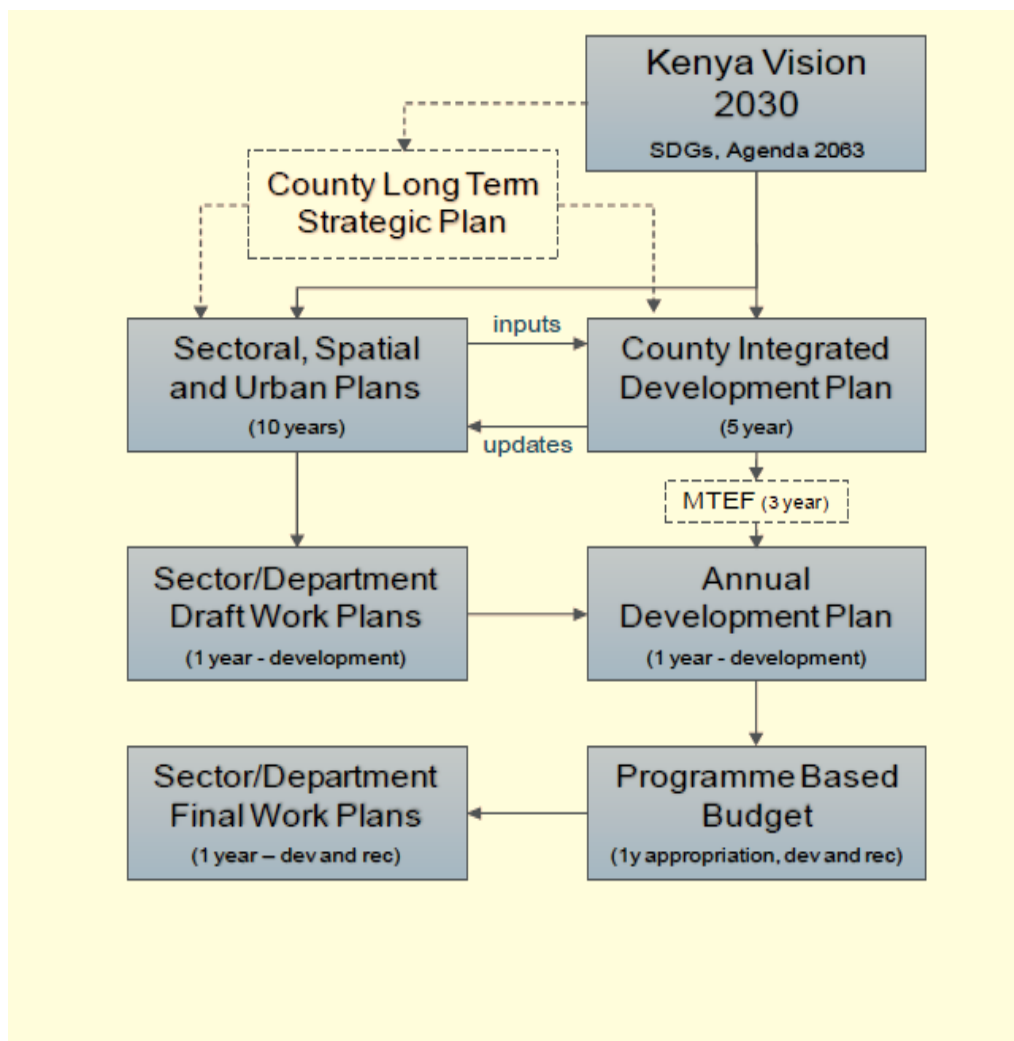 Kenya Vision
2030
SDGs, Agenda 2063
County Long Term
Strategic Plan
Sectoral, Spatial
and Urban Plans
(10 years)
inputs
updates
County Integrated
Development Plan
(5 year)
MTEF (3 year)
Sector/Department
Draft Work Plans
(1 year - development)
Annual
Development Plan
(1 year - development)
Sector/Department
Final Work Plans
(1 year – dev and rec)
Programme Based
Budget
(1y appropriation, dev and rec)